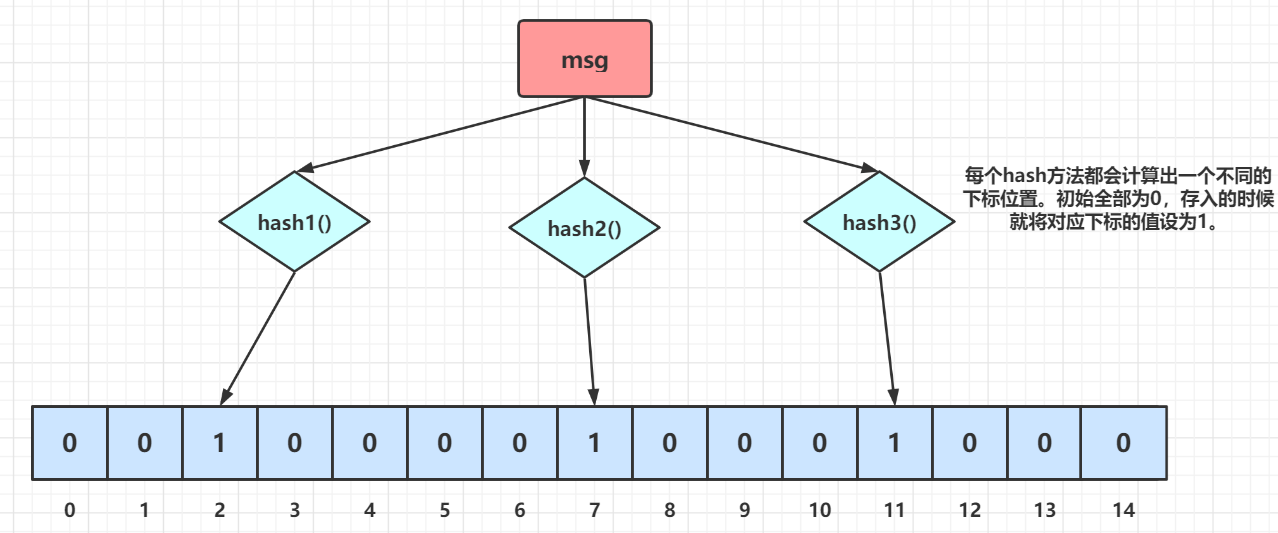 msg
hash1()
hash2()
hash3()
每个hash方法都会计算出一个不同的
下标位置。初始全部为0，存入的时候
就将对应下标的值设为1。
0 0 1 0 0 0 0 1 0 0 0 1 0 0 0
0 1 2 3 4 5 6 7 8 9 10 11 12 13 14